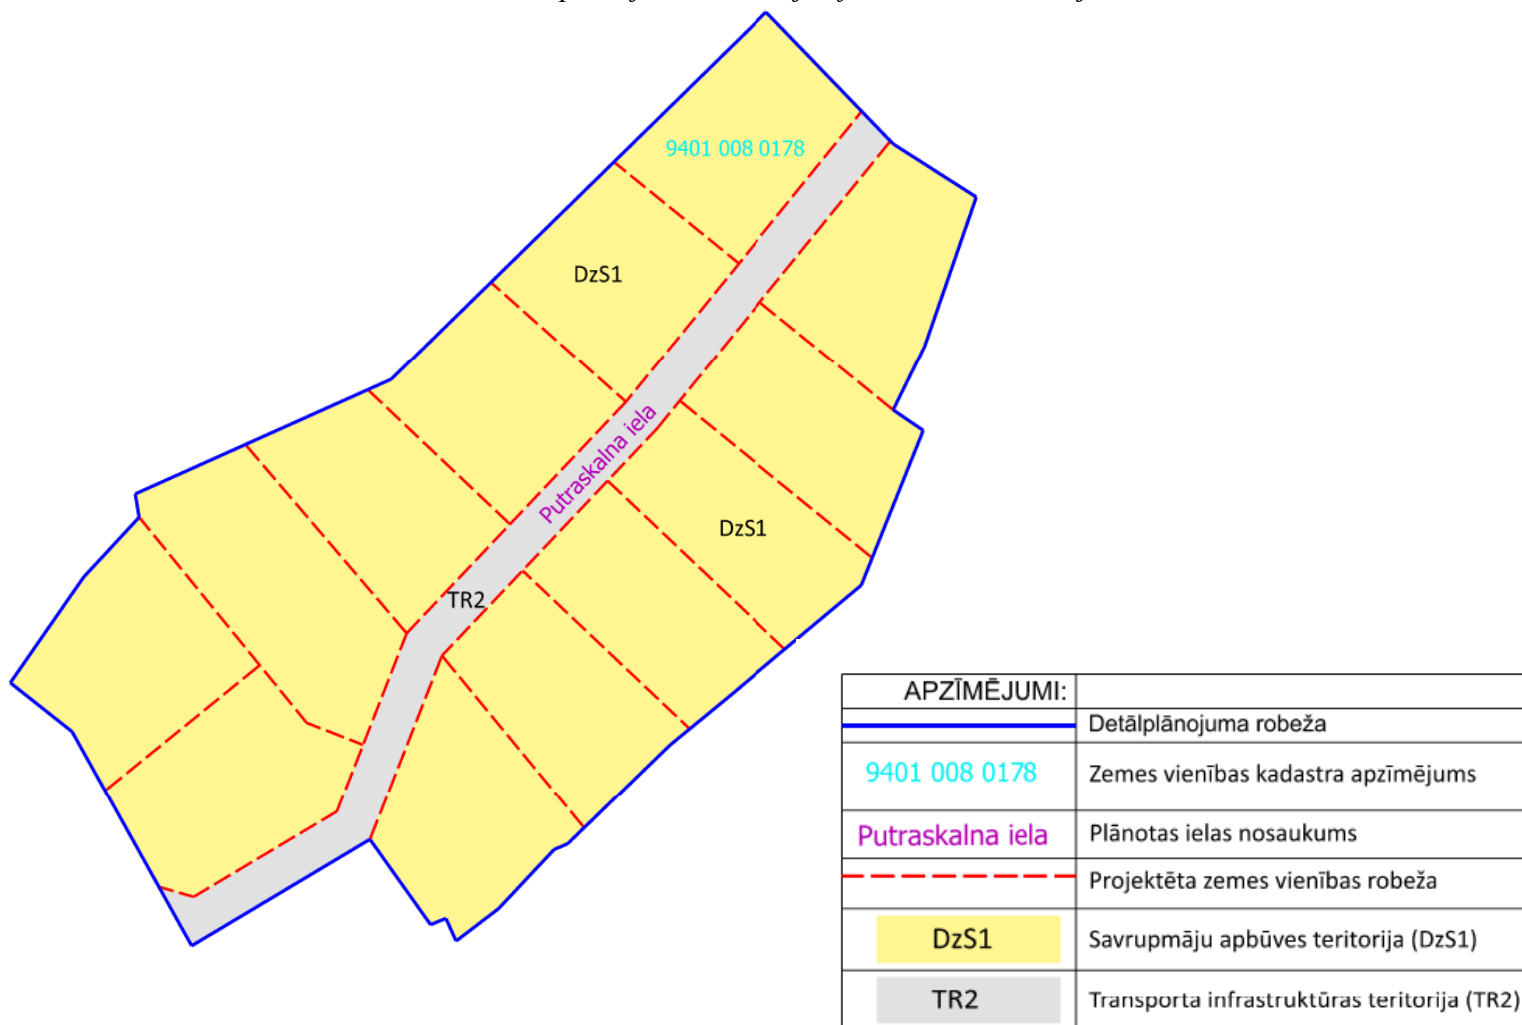 9401 008 0178
DzS1
Putraskalna iela
DzS1
TR2
APZĪMĒJUMI:
Detālplānojuma robeža
9401 008 0178 Zemes vienības kadastra apzīmējums
Putraskalna iela Plānotas ielas nosaukums
Projektēta zemes vienības robeža
DzS1 Savrupmāju apbūves teritorija (DzS1)
TR2 Transporta infrastruktūras teritorija (TR2)